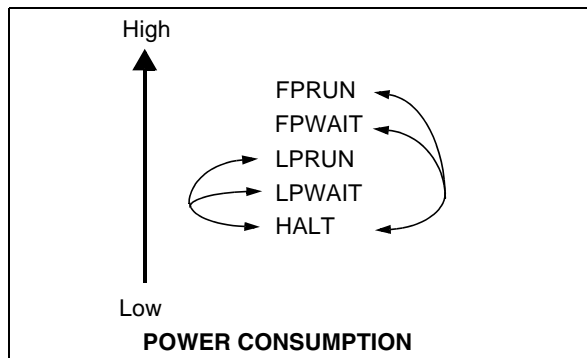 High
FPRUN
FPWAIT
LPRUN
LPWAIT
HALT
Low
POWER CONSUMPTION